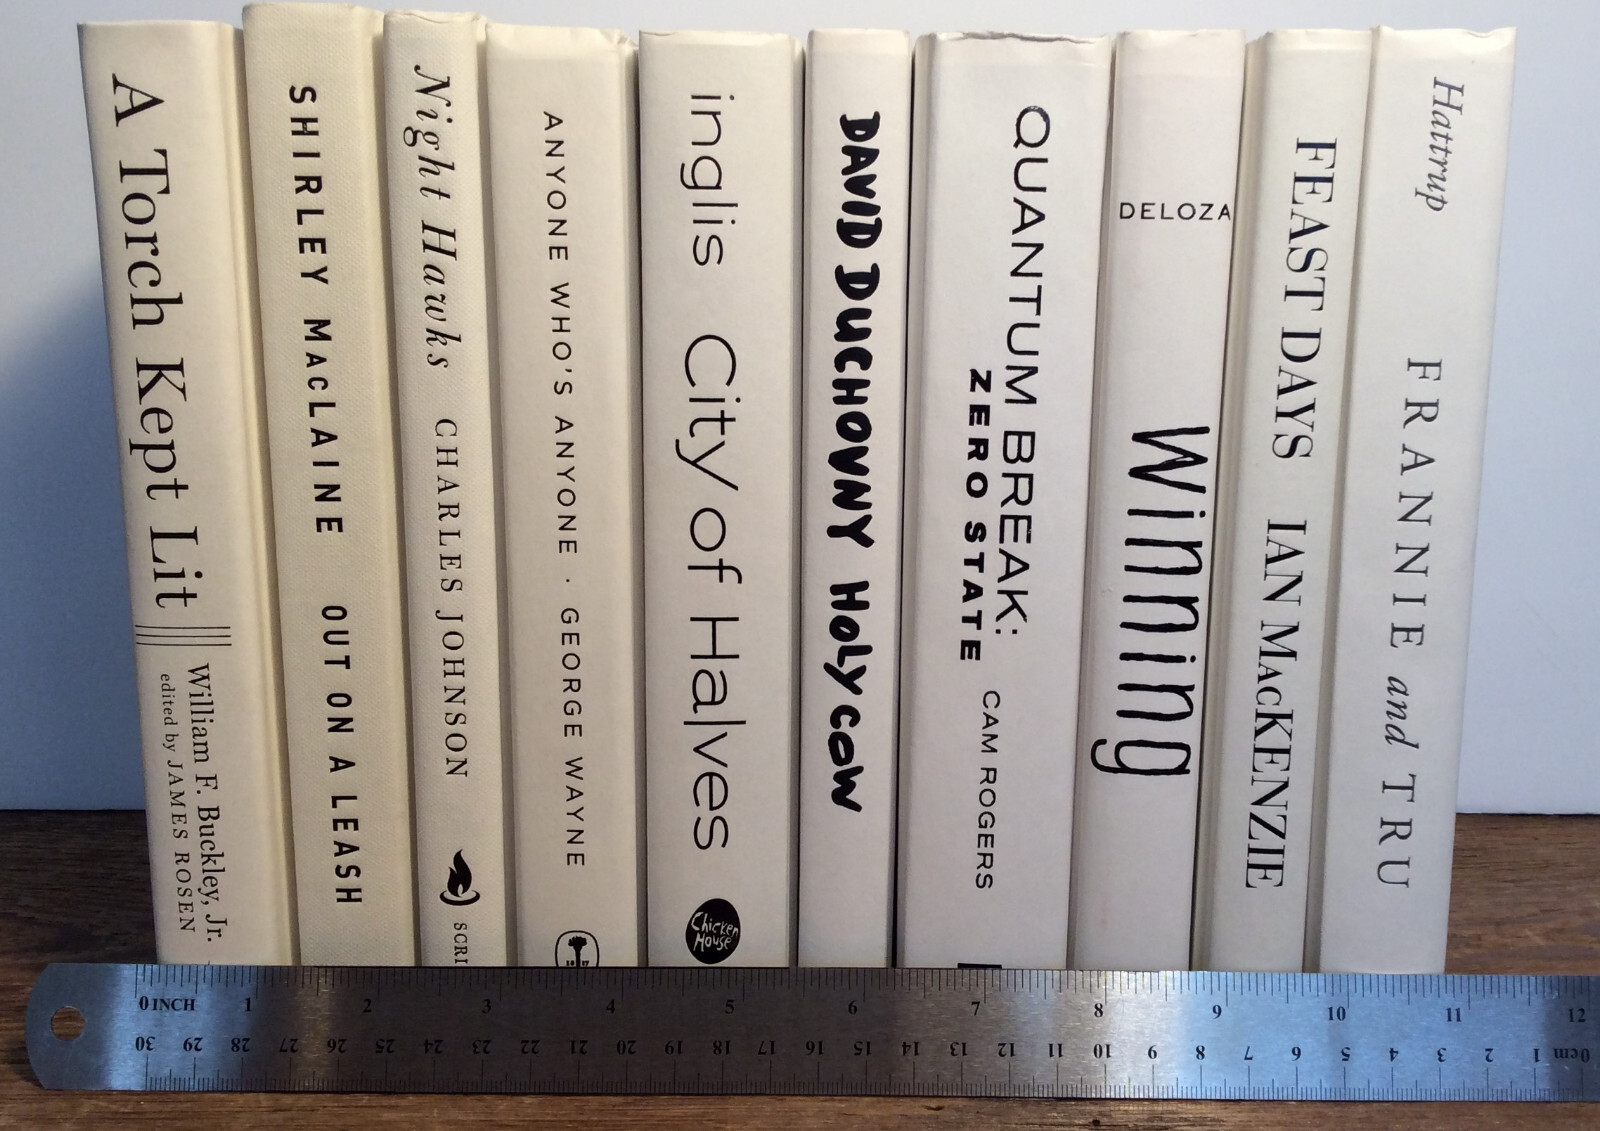 A Torch Kept Lit
William F. Buckley, Jr.
edited by JAMES ROSEN
SHIRLEY MACLAINE OUT ON A LEASH
Night Hawks CHARLES JOHNSON SCRI
ANYONE WHO'S ANYONE · GEORGE WAYNE
1817
inglis City of Halves
Chicken
House
DAVID DUCHOVNY HOLY COW
QUANTUM BREAK:
ZERO STATE
CAM ROGERS
DELOZA
Winning
FEAST DAYS IAN MACKENZIE
Hattrup FRANNIE and TRU
0 INCH 1 2 3 4 5 6 7 8 9 10 11 12
30 29 28 27 26 25 24 23 22 21 20 19 18 17 16 15 14 13 12 11 10 9 8 7 6 5 4 3 2 1 0cm